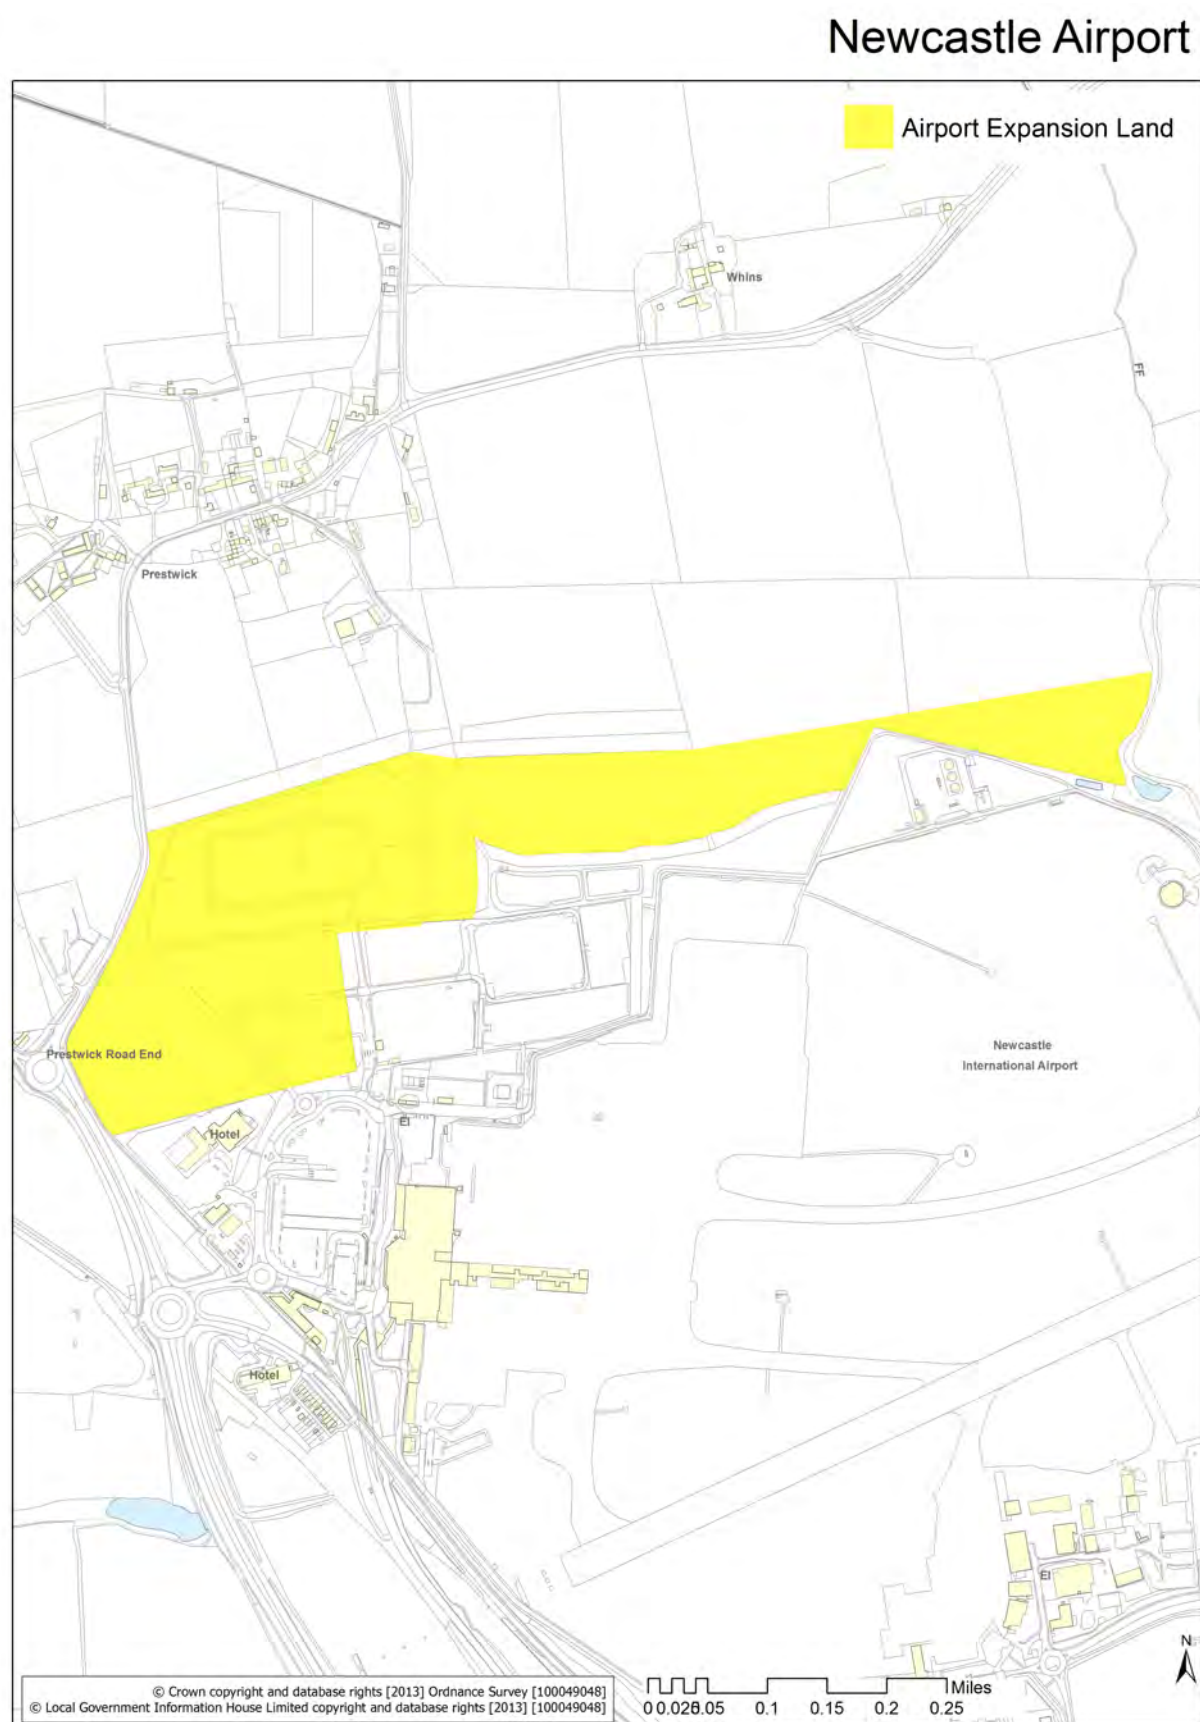 Newcastle Airport
Airport Expansion Land
Whins
FF
Prestwick
Newcastle
International Airport
Prestwick Road End
El
Hotel
Hotel
El
N
© Crown copyright and database rights [2013] Ordnance Survey [100049048]
© Local Government Information House Limited copyright and database rights [2013] [100049048]
Miles
0 0.05 0.1 0.15 0.2 0.25